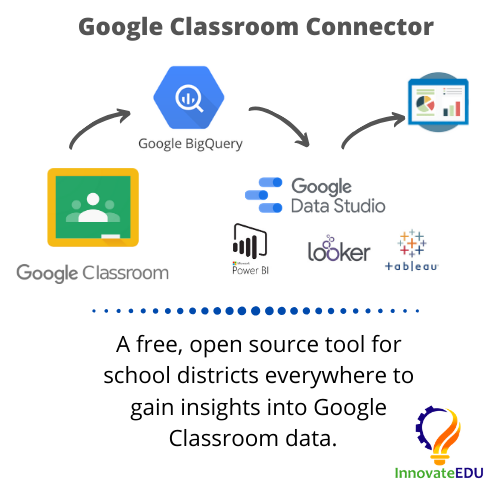 Google Classroom Connector
Google BigQuery
Google
Data Studio
Google Classroom
Microsoft
Power BI
looker
+ableau
A free, open source tool for
school districts everywhere to
gain insights into Google
Classroom data.
InnovateEDU